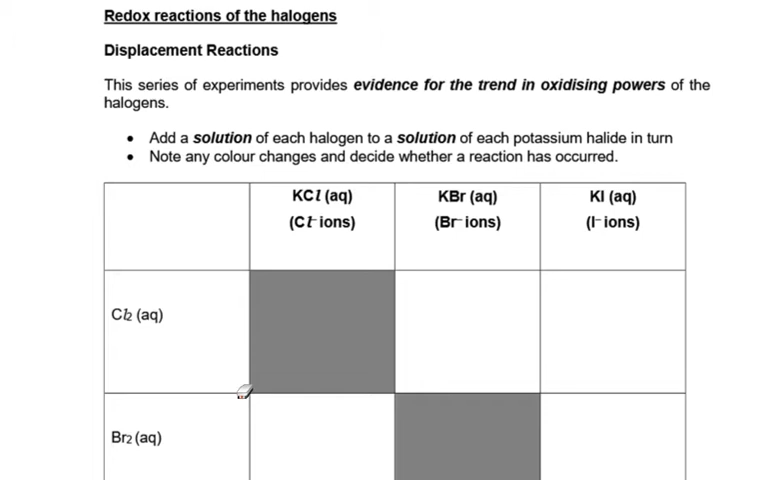 Redox reactions of the halogens
Displacement Reactions
This series of experiments provides evidence for the trend in oxidising powers of the
halogens.
• Add a solution of each halogen to a solution of each potassium halide in turn
• Note any colour changes and decide whether a reaction has occurred.
KCl (aq) KBr (aq) KI (aq)
(Cl⁻ ions) (Br⁻ ions) (I⁻ ions)
Cl₂ (aq)
Br₂ (aq)